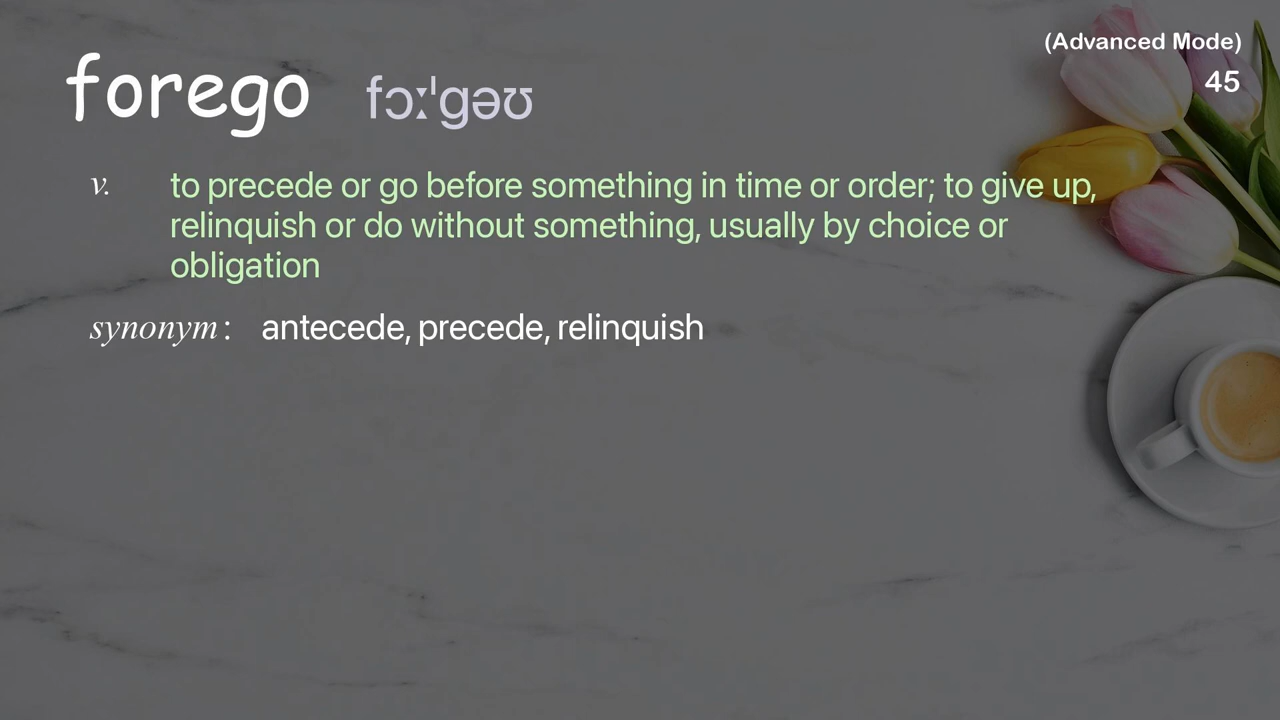 (Advanced Mode)
45
forego fɔːˈɡəʊ
v. to precede or go before something in time or order; to give up,
relinquish or do without something, usually by choice or
obligation
synonym: antecede, precede, relinquish